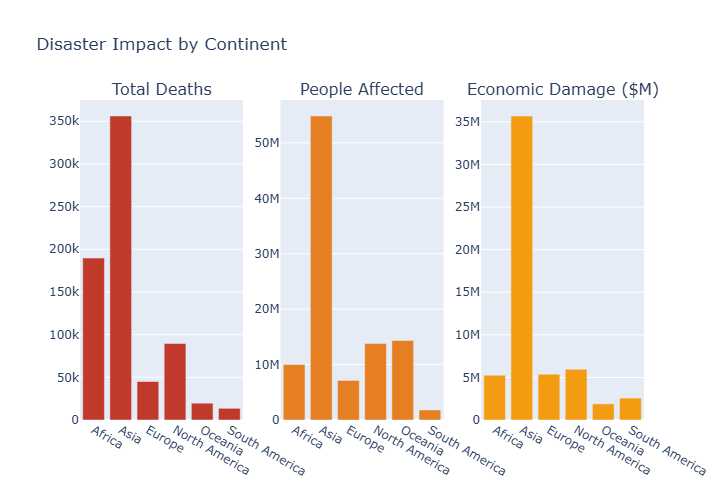 Disaster Impact by Continent
Total Deaths
People Affected
Economic Damage ($M)
350k
300k
250k
200k
150k
100k
50k
0
Africa
Asia
Europe
North America
Oceania
South America
50M
40M
30M
20M
10M
0
Africa
Asia
Europe
North America
Oceania
South America
35M
30M
25M
20M
15M
10M
5M
0
Africa
Asia
Europe
North America
Oceania
South America